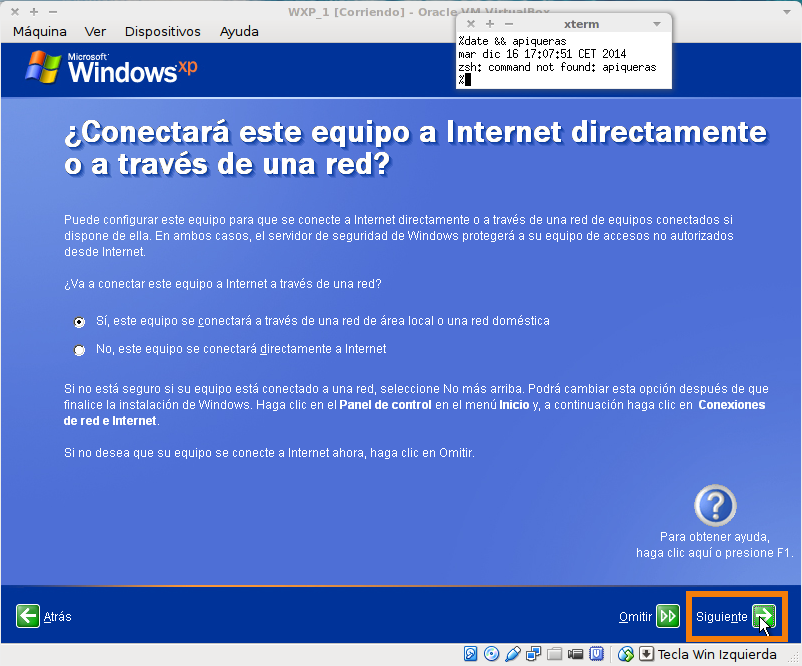 WXP_1 [Corriendo] - Oracle VM VirtualBox
xterm
Máquina Ver Dispositivos Ayuda
%date && apiqueras
mar dic 16 17:07:51 CET 2014
zsh: command not found: apiqueras
%
Microsoft
Windows xp
¿Conectará este equipo a Internet directamente
o a través de una red?
Puede configurar este equipo para que se conecte a Internet directamente o a través de una red de equipos conectados si
dispone de ella. En ambos casos, el servidor de seguridad de Windows protegerá a su equipo de accesos no autorizados
desde Internet.
¿Va a conectar este equipo a Internet a través de una red?
Sí, este equipo se conectará a través de una red de área local o una red doméstica
No, este equipo se conectará directamente a Internet
Si no está seguro si su equipo está conectado a una red, seleccione No más arriba. Podrá cambiar esta opción después de que
finalice la instalación de Windows. Haga clic en el Panel de control en el menú Inicio y, a continuación haga clic en Conexiones
de red e Internet.
Si no desea que su equipo se conecte a Internet ahora, haga clic en Omitir.
Para obtener ayuda,
haga clic aquí o presione F1.
Atrás
Omitir
Siguiente
Tecla Win Izquierda